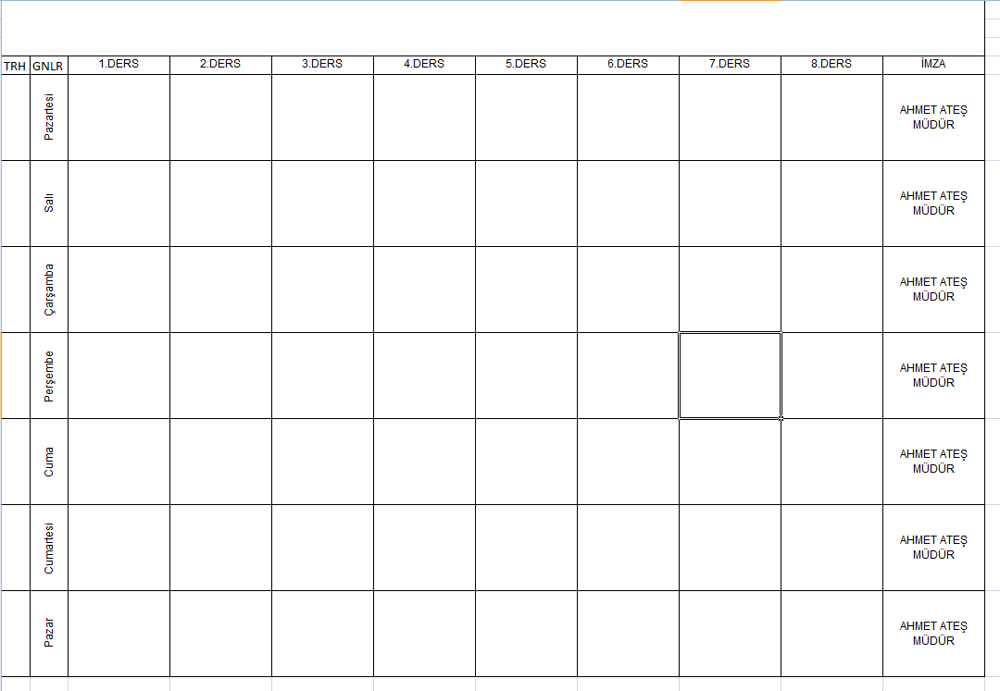 TRH GNLR 1.DERS 2.DERS 3.DERS 4.DERS 5.DERS 6.DERS 7.DERS 8.DERS İMZA
Pazartesi AHMET ATEŞ
MÜDÜR
Salı AHMET ATEŞ
MÜDÜR
Çarşamba AHMET ATEŞ
MÜDÜR
Perşembe AHMET ATEŞ
MÜDÜR
Cuma AHMET ATEŞ
MÜDÜR
Cumartesi AHMET ATEŞ
MÜDÜR
Pazar AHMET ATEŞ
MÜDÜR